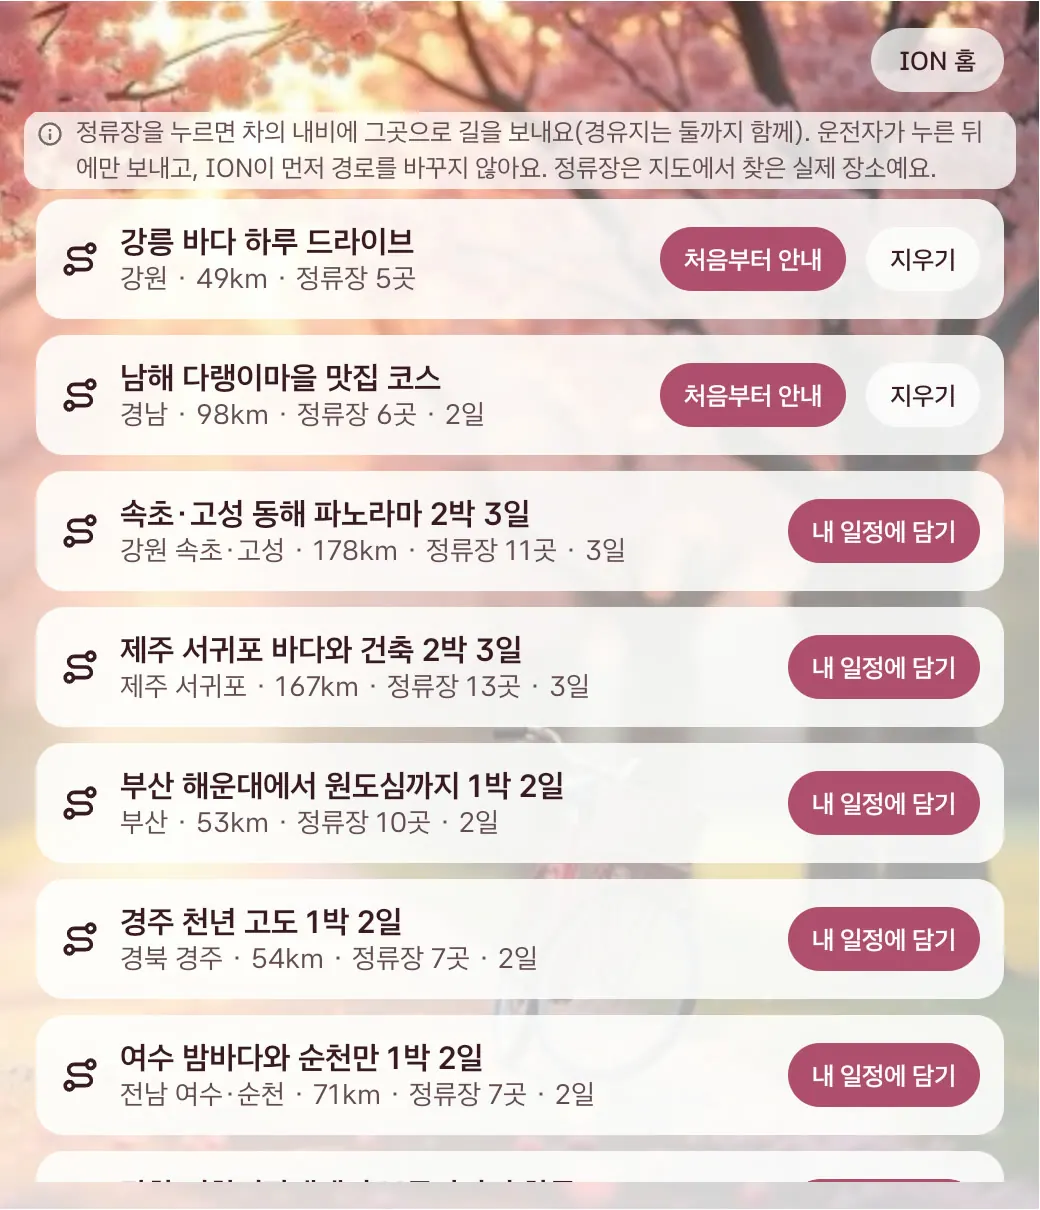 ION 홈
정류장을 누르면 차의 내비에 그곳으로 길을 보내요(경유지는 둘까지 함께). 운전자가 누른 뒤
에만 보내고, ION이 먼저 경로를 바꾸지 않아요. 정류장은 지도에서 찾은 실제 장소예요.
강릉 바다 하루 드라이브
강원 · 49km · 정류장 5곳
처음부터 안내
지우기
남해 다랭이마을 맛집 코스
경남 · 98km · 정류장 6곳 · 2일
처음부터 안내
지우기
속초·고성 동해 파노라마 2박 3일
강원 속초·고성 · 178km · 정류장 11곳 · 3일
내 일정에 담기
제주 서귀포 바다와 건축 2박 3일
제주 서귀포 · 167km · 정류장 13곳 · 3일
내 일정에 담기
부산 해운대에서 원도심까지 1박 2일
부산 · 53km · 정류장 10곳 · 2일
내 일정에 담기
경주 천년 고도 1박 2일
경북 경주 · 54km · 정류장 7곳 · 2일
내 일정에 담기
여수 밤바다와 순천만 1박 2일
전남 여수·순천 · 71km · 정류장 7곳 · 2일
내 일정에 담기